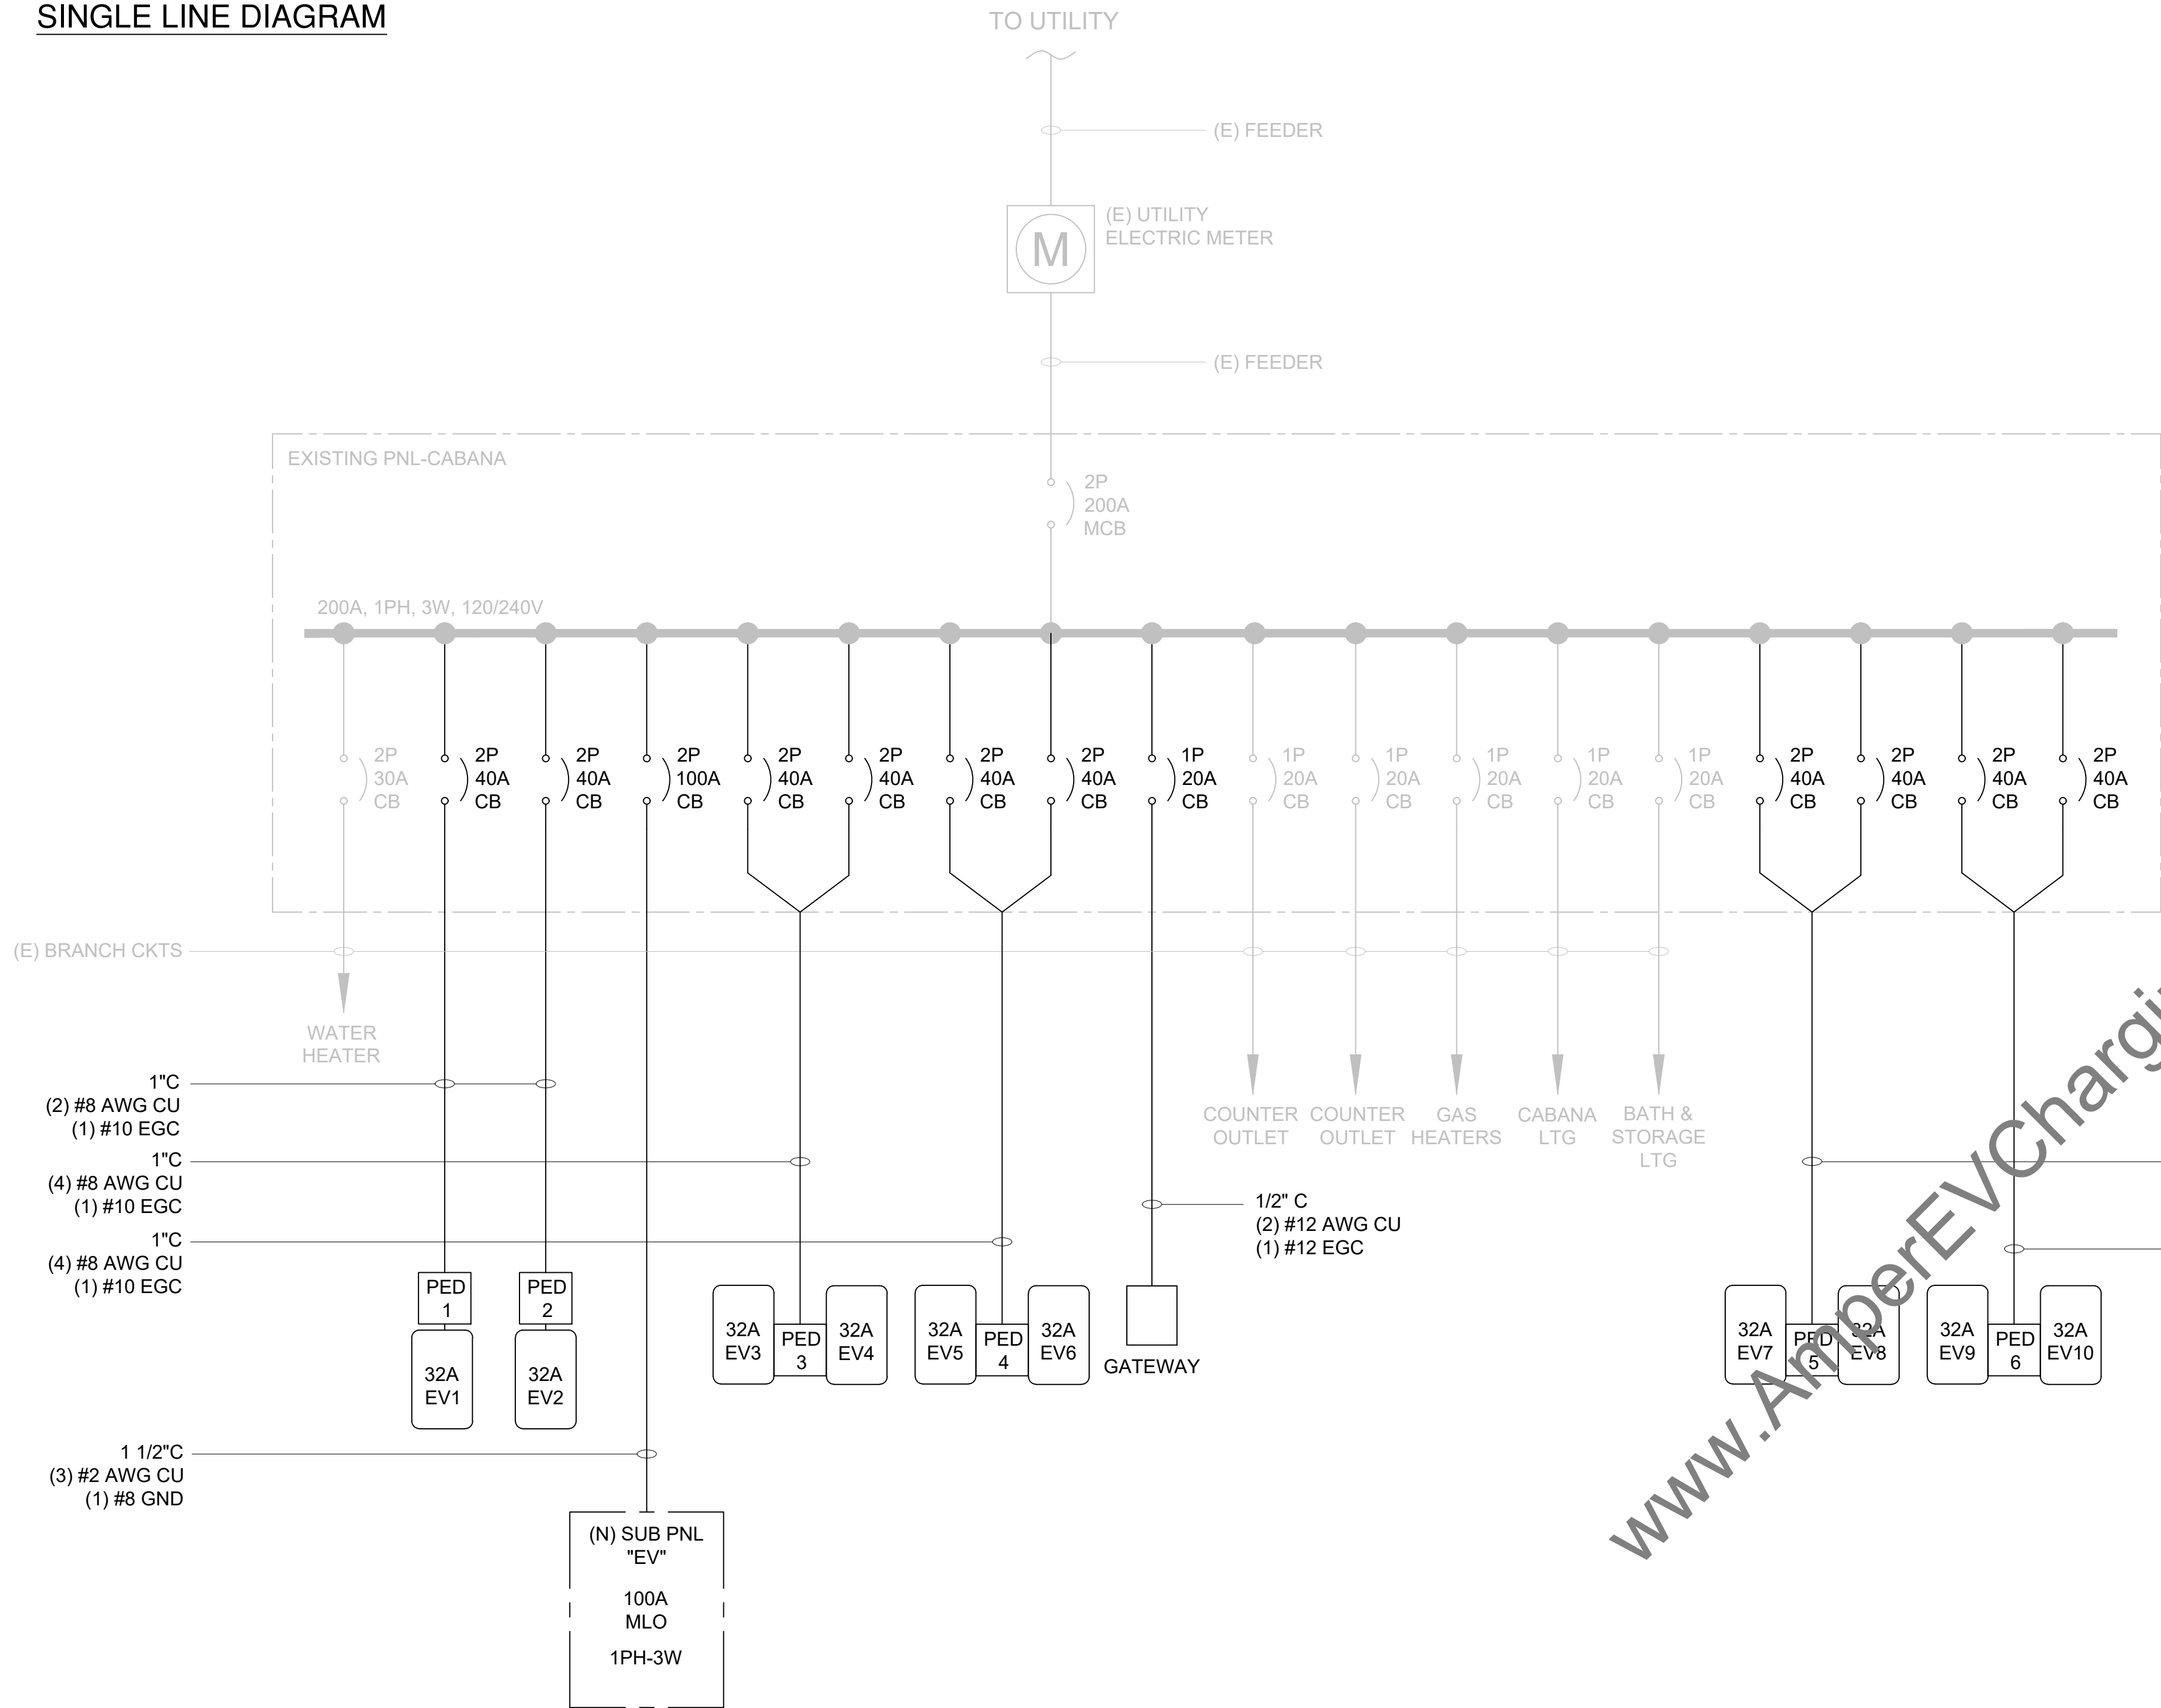 SINGLE LINE DIAGRAM
TO UTILITY
(E) FEEDER
(E) UTILITY
ELECTRIC METER
M
(E) FEEDER
EXISTING PNL-CABANA
2P
200A
MCB
200A, 1PH, 3W, 120/240V
2P
30A
CB
2P
40A
CB
2P
40A
CB
2P
100A
CB
2P
40A
CB
2P
40A
CB
2P
40A
CB
2P
40A
CB
1P
20A
CB
1P
20A
CB
1P
20A
CB
1P
20A
CB
1P
20A
CB
1P
20A
CB
2P
40A
CB
2P
40A
CB
2P
40A
CB
2P
40A
CB
(E) BRANCH CKTS
WATER
HEATER
COUNTER
OUTLET
COUNTER
OUTLET
GAS
HEATERS
CABANA
LTG
BATH &
STORAGE
LTG
1"C
(2) #8 AWG CU
(1) #10 EGC
1"C
(4) #8 AWG CU
(1) #10 EGC
1"C
(4) #8 AWG CU
(1) #10 EGC
1/2" C
(2) #12 AWG CU
(1) #12 EGC
PED
1
32A
EV1
PED
2
32A
EV2
32A
EV3
PED
3
32A
EV4
32A
EV5
PED
4
32A
EV6
GATEWAY
32A
EV7
PED
5
32A
EV8
32A
EV9
PED
6
32A
EV10
1 1/2"C
(3) #2 AWG CU
(1) #8 GND
(N) SUB PNL
"EV"
100A
MLO
1PH-3W